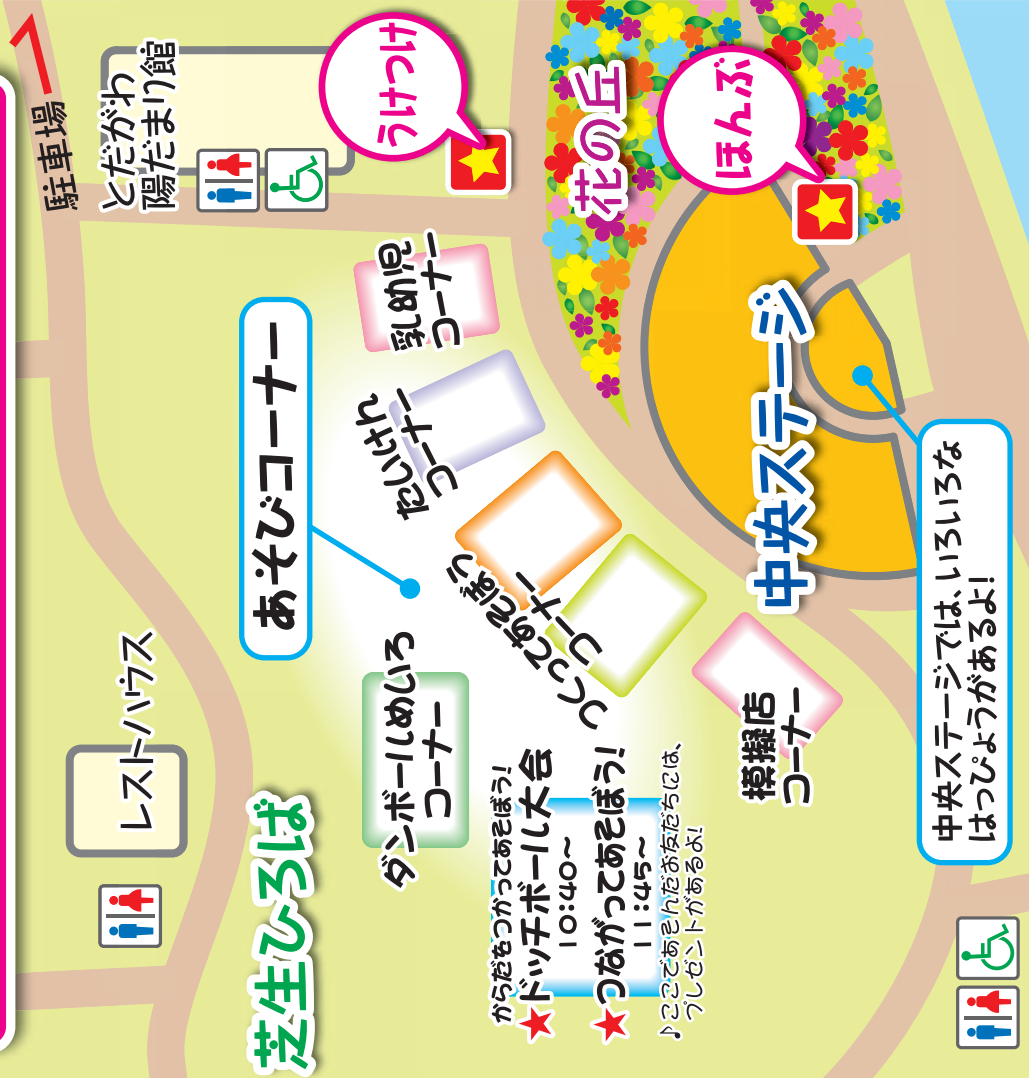 駐車場
とだがわ
陽だまり館
うけつけ
レストハウス
芝生ひろば
あそびコーナー
乳幼児
コーナー
たいけん
コーナー
つくってあそぼう
コーナー
ダンボールめいろ
コーナー
からだをつかってあそぼう!
★ドッチボール大会
10:40～
★つながってあそぼう!
11:45～
♪ここであそんだお友だちには、
プレゼントがあるよ!
模擬店
コーナー
花の丘
ほんぶ
中央ステージ
中央ステージでは、いろいろな
はっぴょうがあるよ!